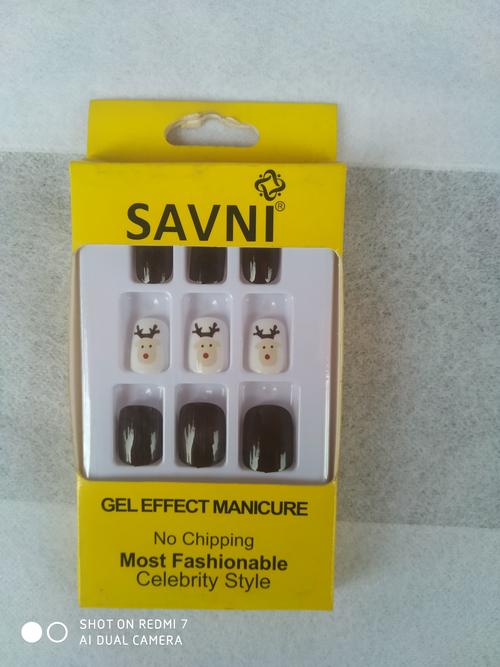 SAVNI®
GEL EFFECT MANICURE
No Chipping
Most Fashionable
Celebrity Style
SHOT ON REDMI 7
AI DUAL CAMERA